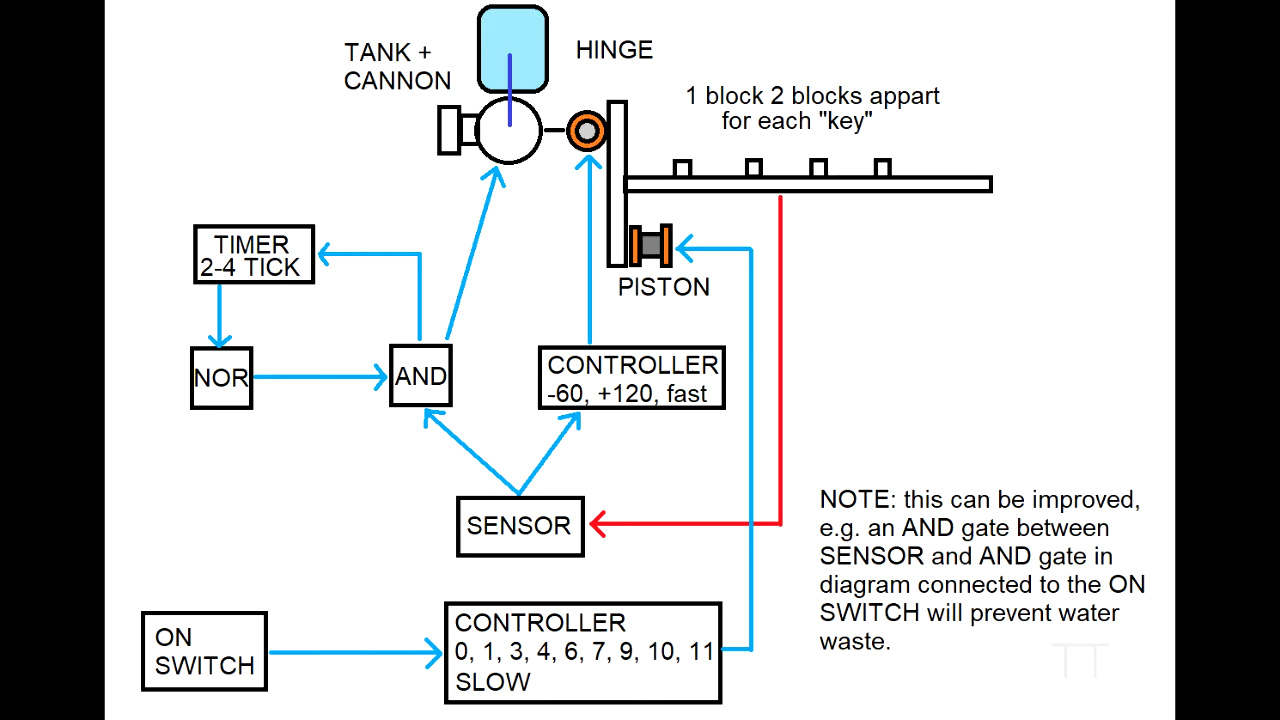 TANK +
CANNON
HINGE
1 block 2 blocks appart
for each "key"
TIMER
2-4 TICK
PISTON
NOR
AND
CONTROLLER
-60, +120, fast
SENSOR
NOTE: this can be improved,
e.g. an AND gate between
SENSOR and AND gate in
diagram connected to the ON
SWITCH will prevent water
waste.
ON
SWITCH
CONTROLLER
0, 1, 3, 4, 6, 7, 9, 10, 11
SLOW
TT